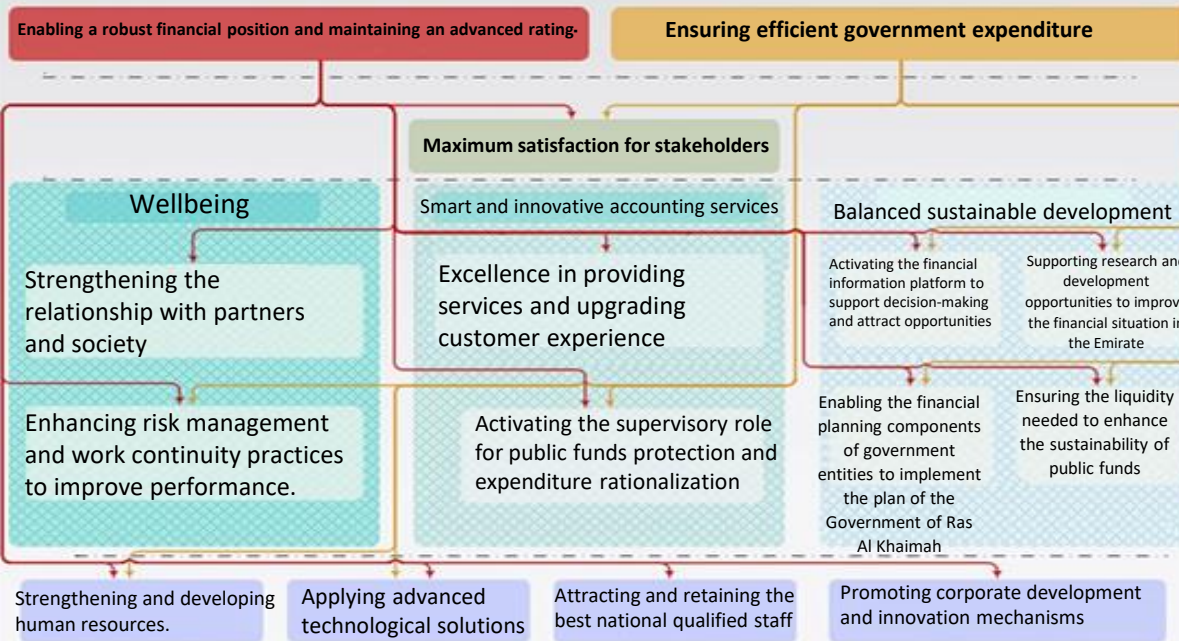 Enabling a robust financial position and maintaining an advanced rating.
Ensuring efficient government expenditure
Maximum satisfaction for stakeholders
Wellbeing
Smart and innovative accounting services
Balanced sustainable development
Strengthening the
relationship with partners
and society
Excellence in providing
services and upgrading
customer experience
Activating the financial
information platform to
support decision-making
and attract opportunities
Supporting research and
development
opportunities to improv
the financial situation in
the Emirate
Enhancing risk management
and work continuity practices
to improve performance.
Activating the supervisory role
for public funds protection and
expenditure rationalization
Enabling the financial
planning components
of government
entities to implement
the plan of the
Government of Ras
Al Khaimah
Ensuring the liquidity
needed to enhance
the sustainability of
public funds
Strengthening and developing
human resources.
Applying advanced
technological solutions
Attracting and retaining the
best national qualified staff
Promoting corporate development
and innovation mechanisms